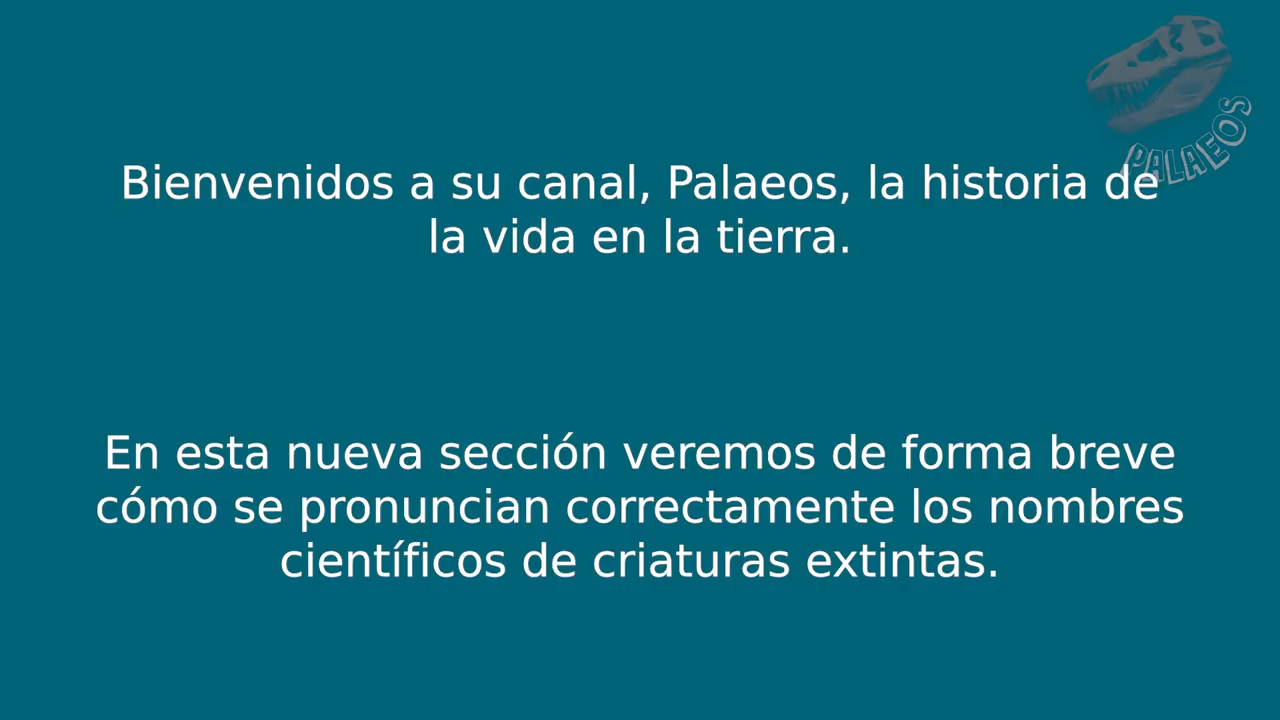 PALAEOS
Bienvenidos a su canal, Palaeos, la historia de
la vida en la tierra.
En esta nueva sección veremos de forma breve
cómo se pronuncian correctamente los nombres
científicos de criaturas extintas.